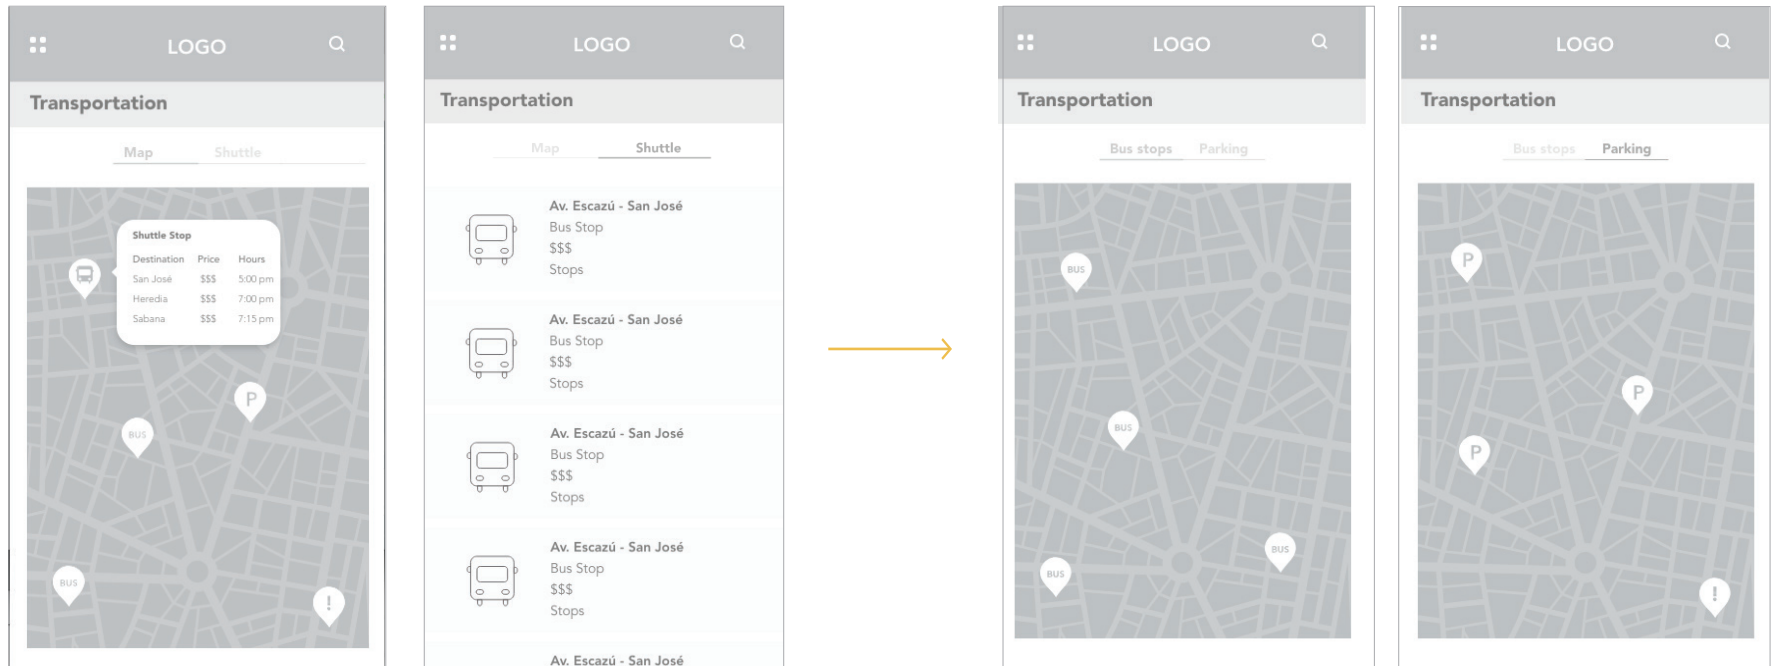 LOGO
Transportation
Map Shuttle
Shuttle Stop
Destination Price Hours
San José $$$ 5:00 pm
Heredia $$$ 7:00 pm
Sabana $$$ 7:15 pm
P
BUS
BUS
!
LOGO
Transportation
Map Shuttle
Av. Escazú - San José
Bus Stop
$$$
Stops
Av. Escazú - San José
Bus Stop
$$$
Stops
Av. Escazú - San José
Bus Stop
$$$
Stops
Av. Escazú - San José
Bus Stop
$$$
Stops
Av. Escazú - San José
LOGO
Transportation
Bus stops Parking
BUS
BUS
BUS
BUS
LOGO
Transportation
Bus stops Parking
P
P
P
!